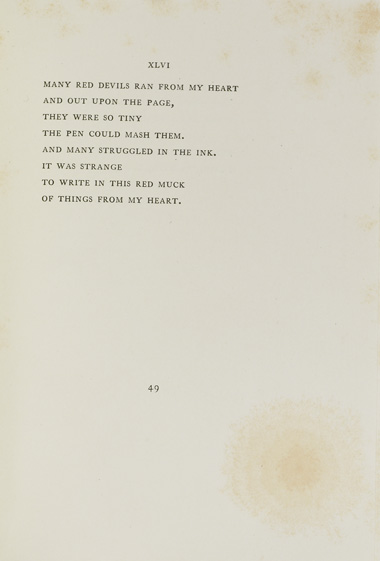 XLVI
MANY RED DEVILS RAN FROM MY HEART
AND OUT UPON THE PAGE,
THEY WERE SO TINY
THE PEN COULD MASH THEM.
AND MANY STRUGGLED IN THE INK.
IT WAS STRANGE
TO WRITE IN THIS RED MUCK
OF THINGS FROM MY HEART.
49